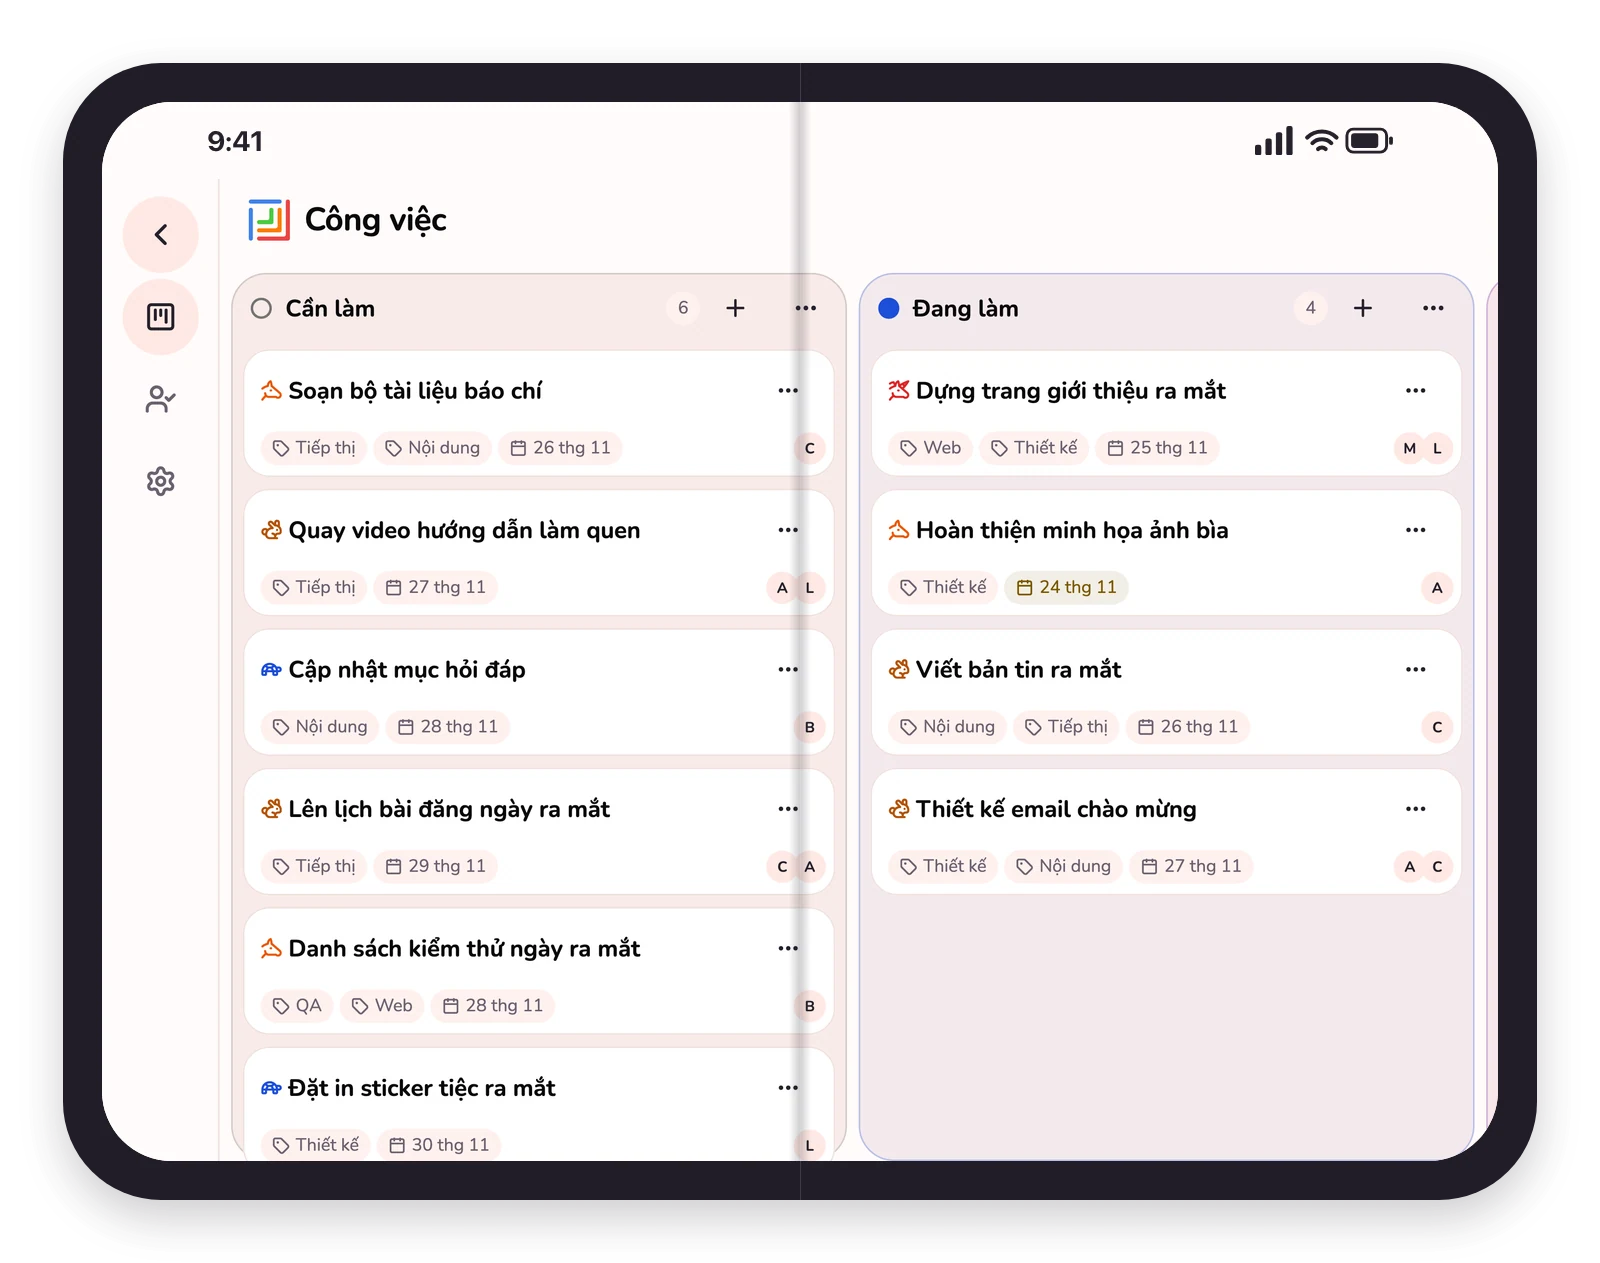 9:41
Công việc
Cần làm 6
Soạn bộ tài liệu báo chí
Tiếp thị Nội dung 26 thg 11 C
Quay video hướng dẫn làm quen
Tiếp thị 27 thg 11 A L
Cập nhật mục hỏi đáp
Nội dung 28 thg 11 B
Lên lịch bài đăng ngày ra mắt
Tiếp thị 29 thg 11 C A
Danh sách kiểm thử ngày ra mắt
QA Web 28 thg 11 B
Đặt in sticker tiệc ra mắt
Thiết kế 30 thg 11 L
Đang làm 4
Dựng trang giới thiệu ra mắt
Web Thiết kế 25 thg 11 M L
Hoàn thiện minh họa ảnh bìa
Thiết kế 24 thg 11 A
Viết bản tin ra mắt
Nội dung Tiếp thị 26 thg 11 C
Thiết kế email chào mừng
Thiết kế Nội dung 27 thg 11 A C